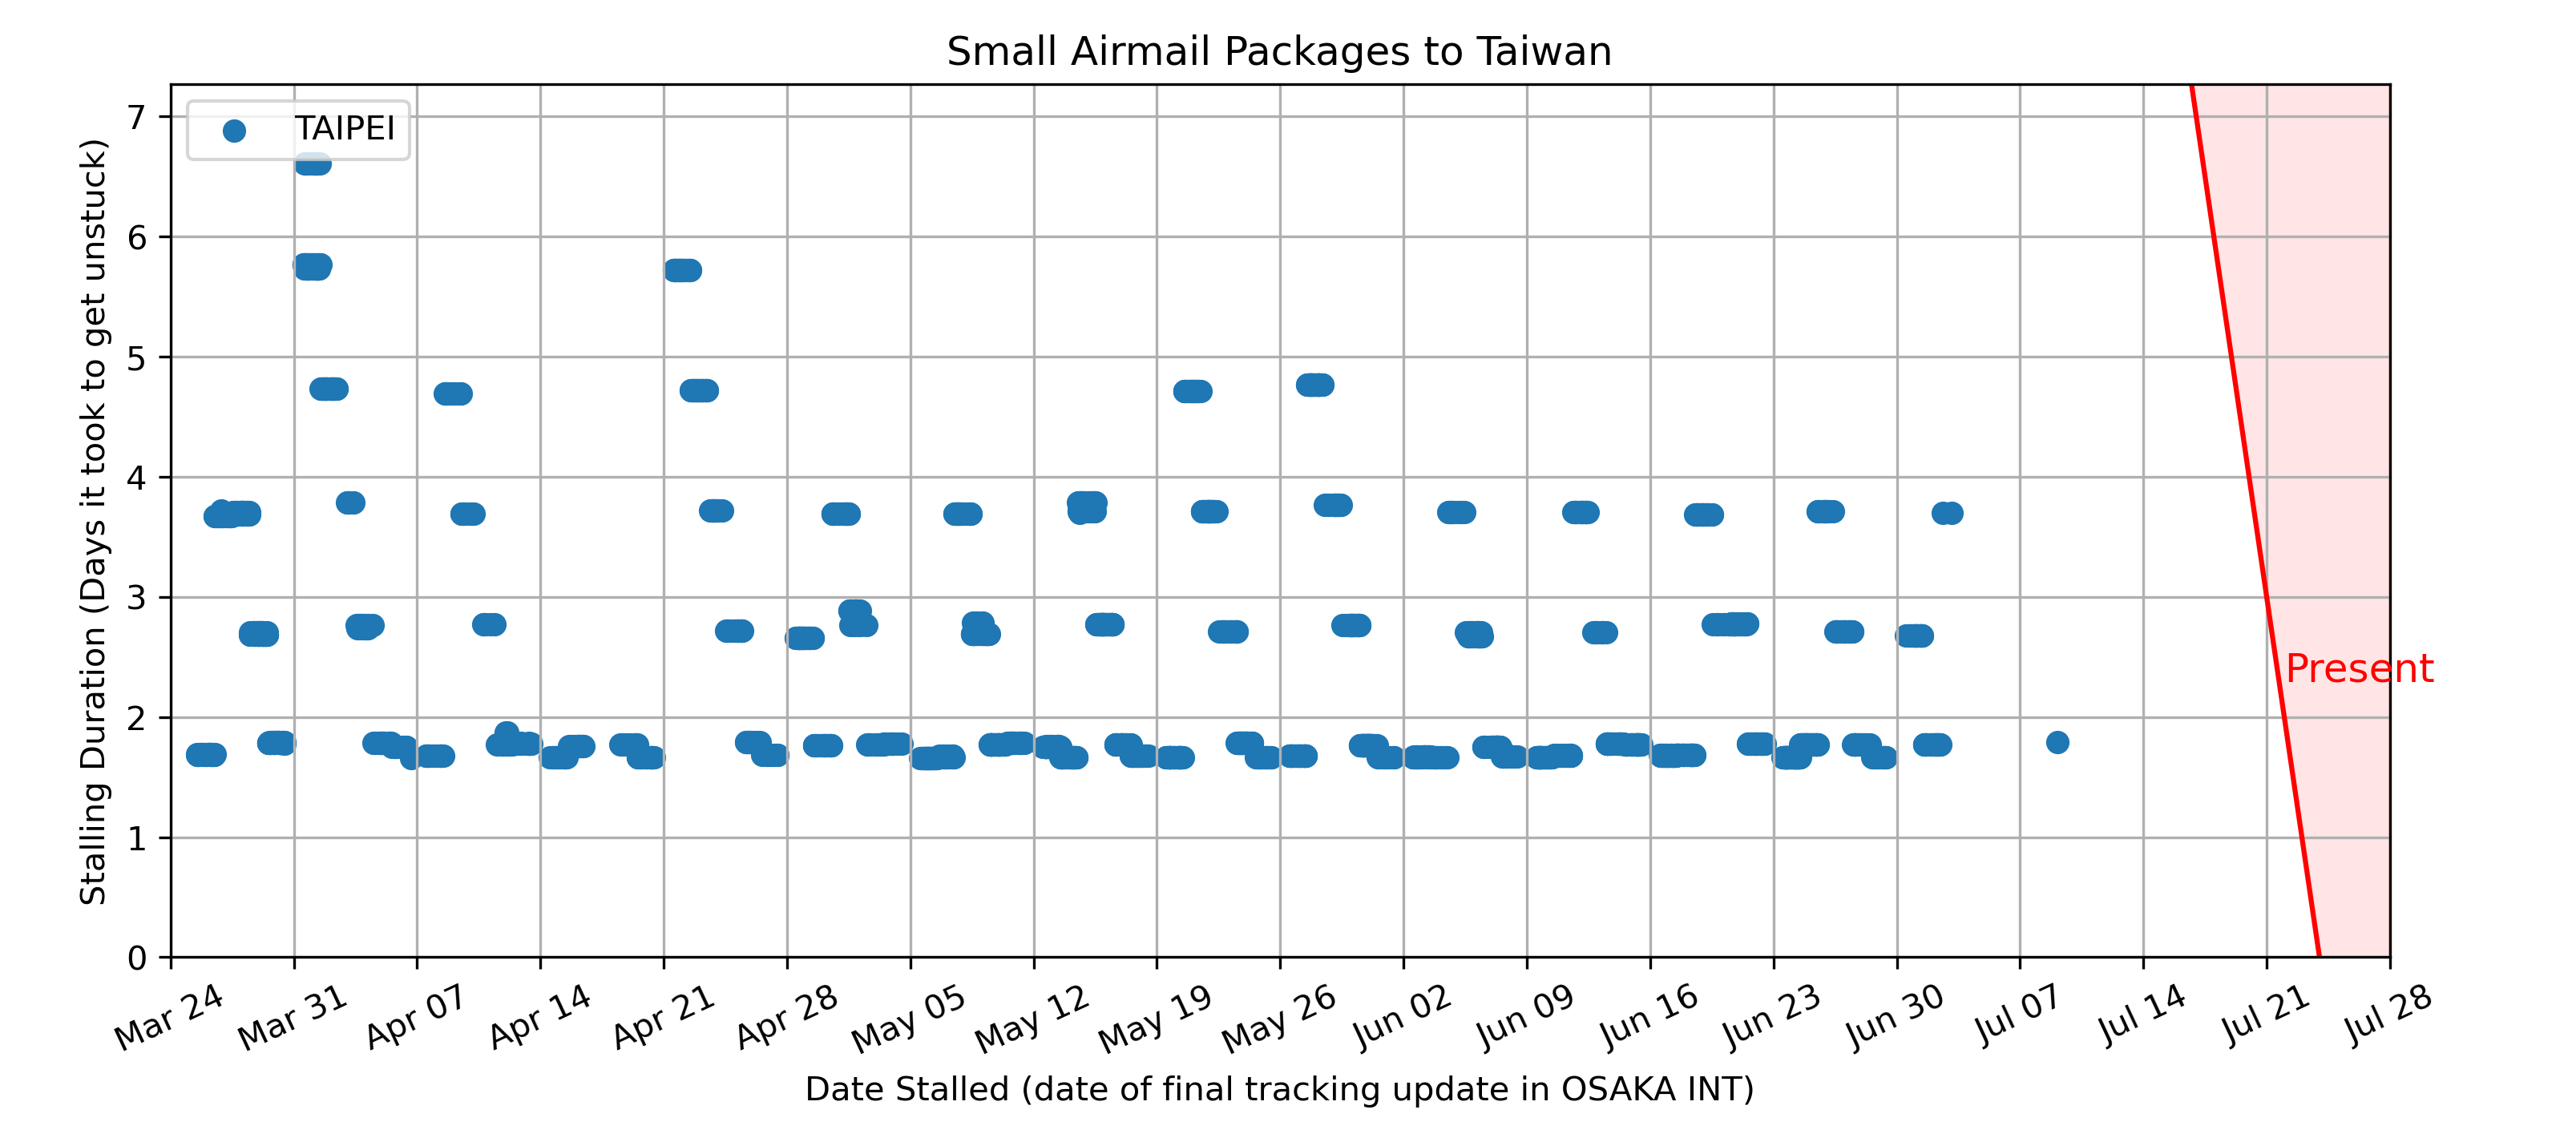 Small Airmail Packages to Taiwan
TAIPEI
Stalling Duration (Days it took to get unstuck)
7
6
5
4
3
2
1
0
Present
Mar 24
Mar 31
Apr 07
Apr 14
Apr 21
Apr 28
May 05
May 12
May 19
May 26
Jun 02
Jun 09
Jun 16
Jun 23
Jun 30
Jul 07
Jul 14
Jul 21
Jul 28
Date Stalled (date of final tracking update in OSAKA INT)